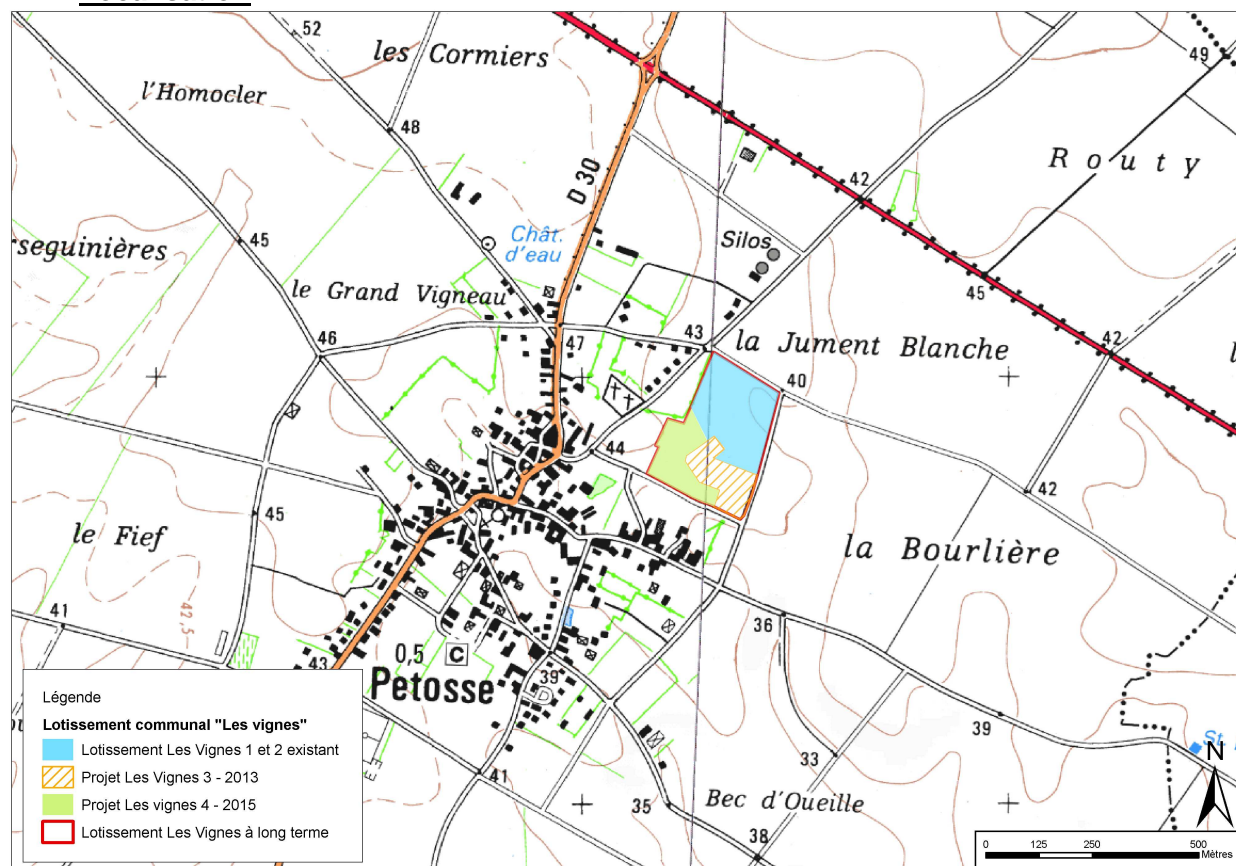 52
les Cormiers
49
l'Homocler
48
D 30
Routy
42
Chât.
d'eau
Silos
45
seguinières
45
le Grand Vigneau
46
47
43
la Jument Blanche
42
40
44
42
45
le Fief
la Bourlière
41
42,5
36
43
0,5
C
39
Petosse
39
33
41
35
Bec d'Oueille
38
St.
N
Légende
Lotissement communal "Les vignes"
Lotissement Les Vignes 1 et 2 existant
Projet Les Vignes 3 - 2013
Projet Les vignes 4 - 2015
Lotissement Les Vignes à long terme
0 125 250 500
Mètres